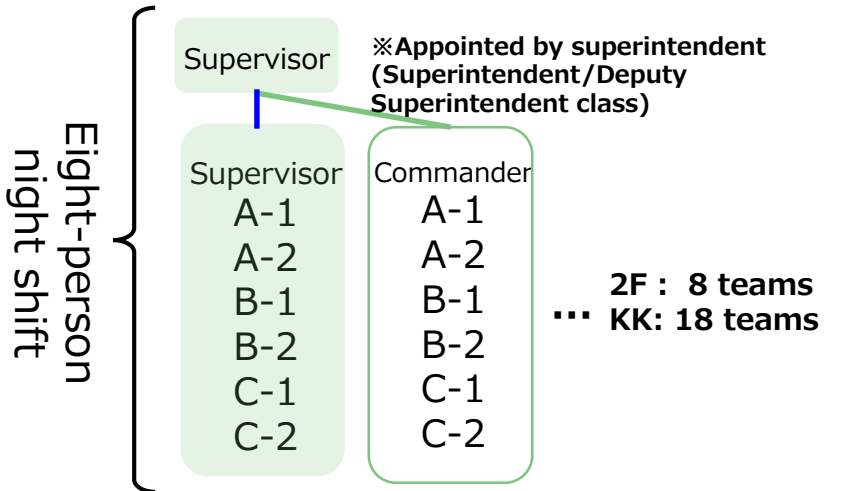 Eight-person
night shift
Supervisor
※Appointed by superintendent
(Superintendent/Deputy
Superintendent class)
Supervisor
A-1
A-2
B-1
B-2
C-1
C-2
Commander
A-1
A-2
B-1
B-2
C-1
C-2
... 2F : 8 teams
KK: 18 teams